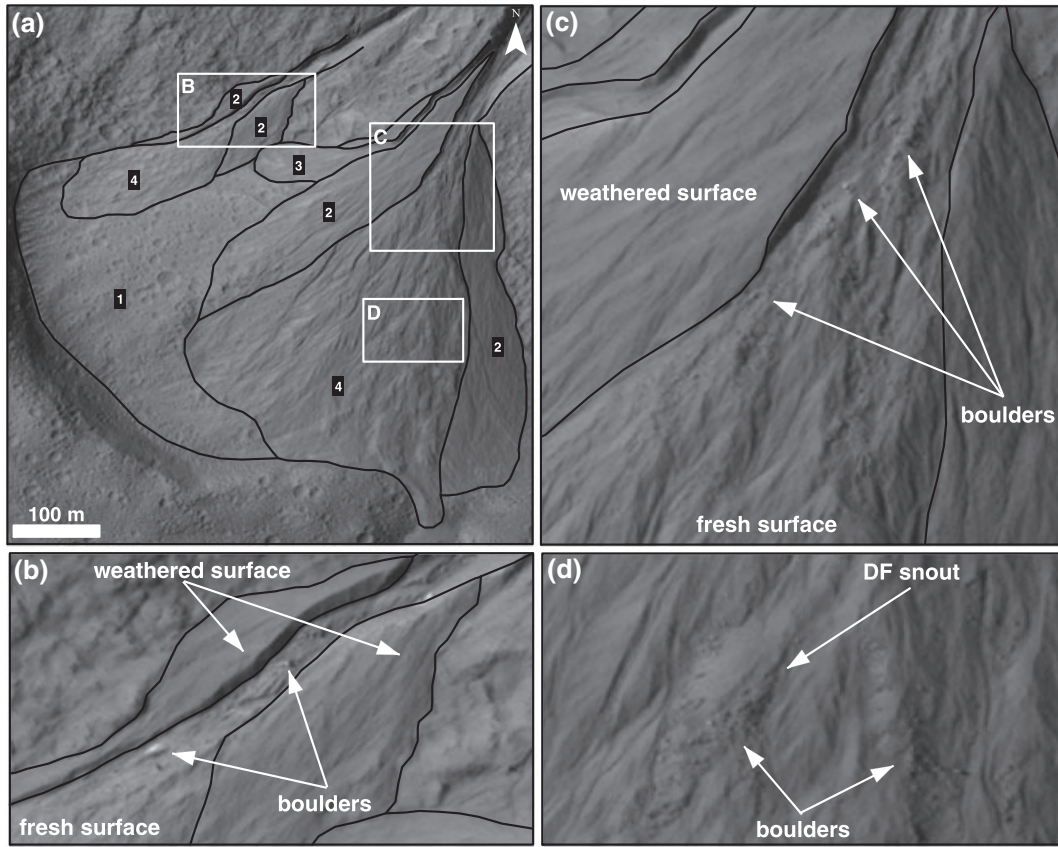 (a)
N
B
2
2
C
4
3
2
1
D
2
4
100 m
(c)
weathered surface
boulders
fresh surface
(b)
weathered surface
boulders
fresh surface
(d)
DF snout
boulders